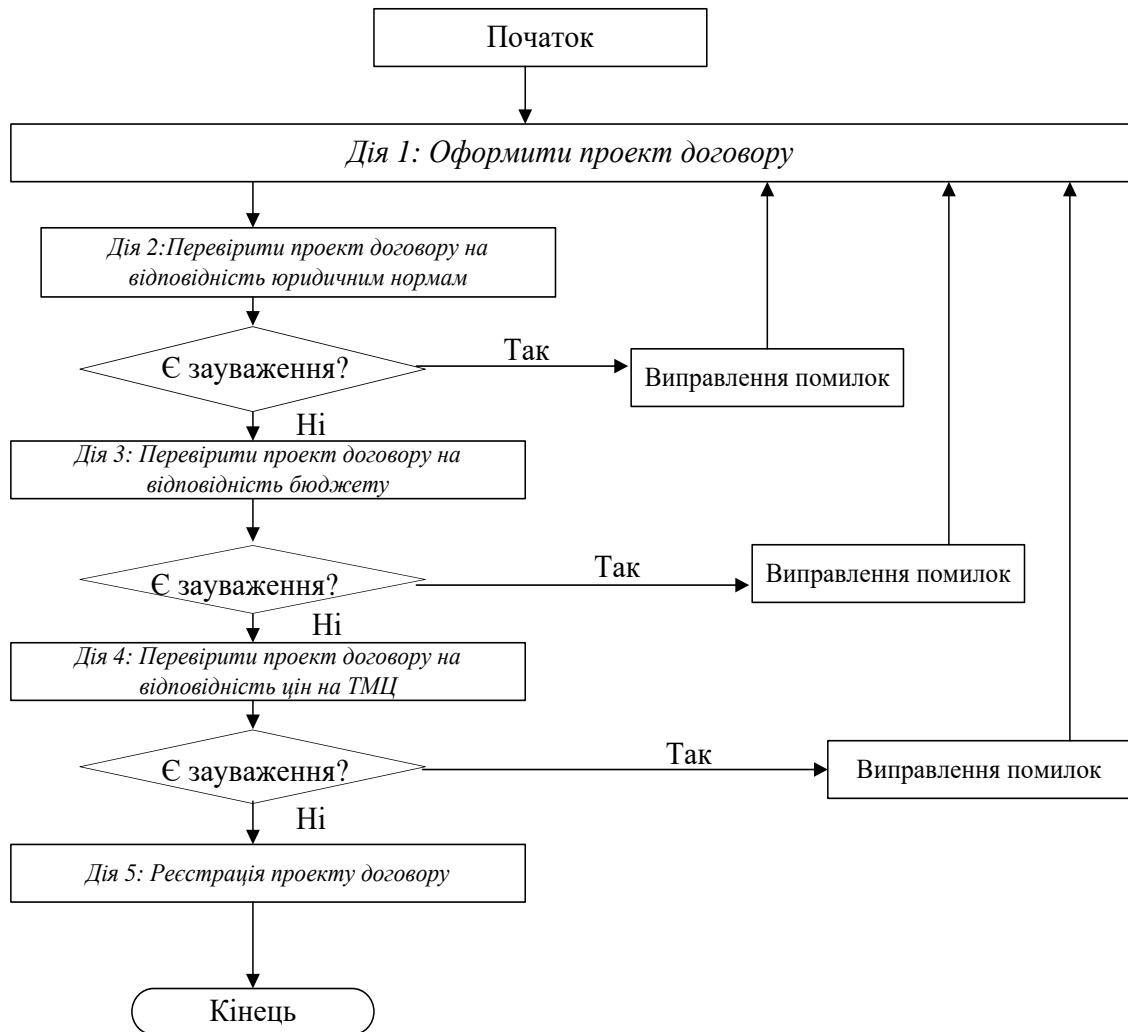 Початок
Дія 1: Оформити проект договору
Дія 2:Перевірити проект договору на
відповідність юридичним нормам
Є зауваження?
Так
Виправлення помилок
Ні
Дія 3: Перевірити проект договору на
відповідність бюджету
Є зауваження?
Так
Виправлення помилок
Ні
Дія 4: Перевірити проект договору на
відповідність цін на ТМЦ
Є зауваження?
Так
Виправлення помилок
Ні
Дія 5: Реєстрація проекту договору
Кінець